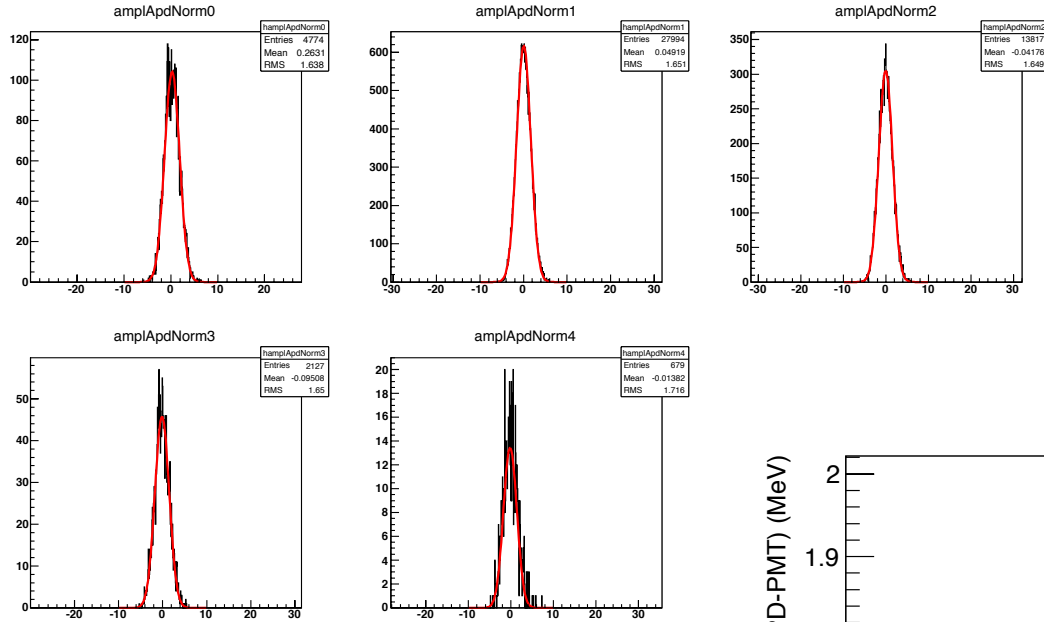 amplApdNorm0
hamplApdNorm0
Entries 4774
Mean 0.2631
RMS 1.638
120
100
80
60
40
20
0
-20 -10 0 10 20
amplApdNorm1
hamplApdNorm1
Entries 27994
Mean 0.04919
RMS 1.651
600
500
400
300
200
100
0
-30 -20 -10 0 10 20 30
amplApdNorm2
hamplApdNorm2
Entries 13817
Mean -0.04176
RMS 1.649
350
300
250
200
150
100
50
0
-30 -20 -10 0 10 20 30
amplApdNorm3
hamplApdNorm3
Entries 2127
Mean -0.09508
RMS 1.65
50
40
30
20
10
0
-20 -10 0 10 20 30
amplApdNorm4
hamplApdNorm4
Entries 679
Mean -0.01382
RMS 1.716
20
18
16
14
12
10
8
6
4
2
0
-20 -10 0 10 20 30
D-PMT) (MeV)
2
1.9